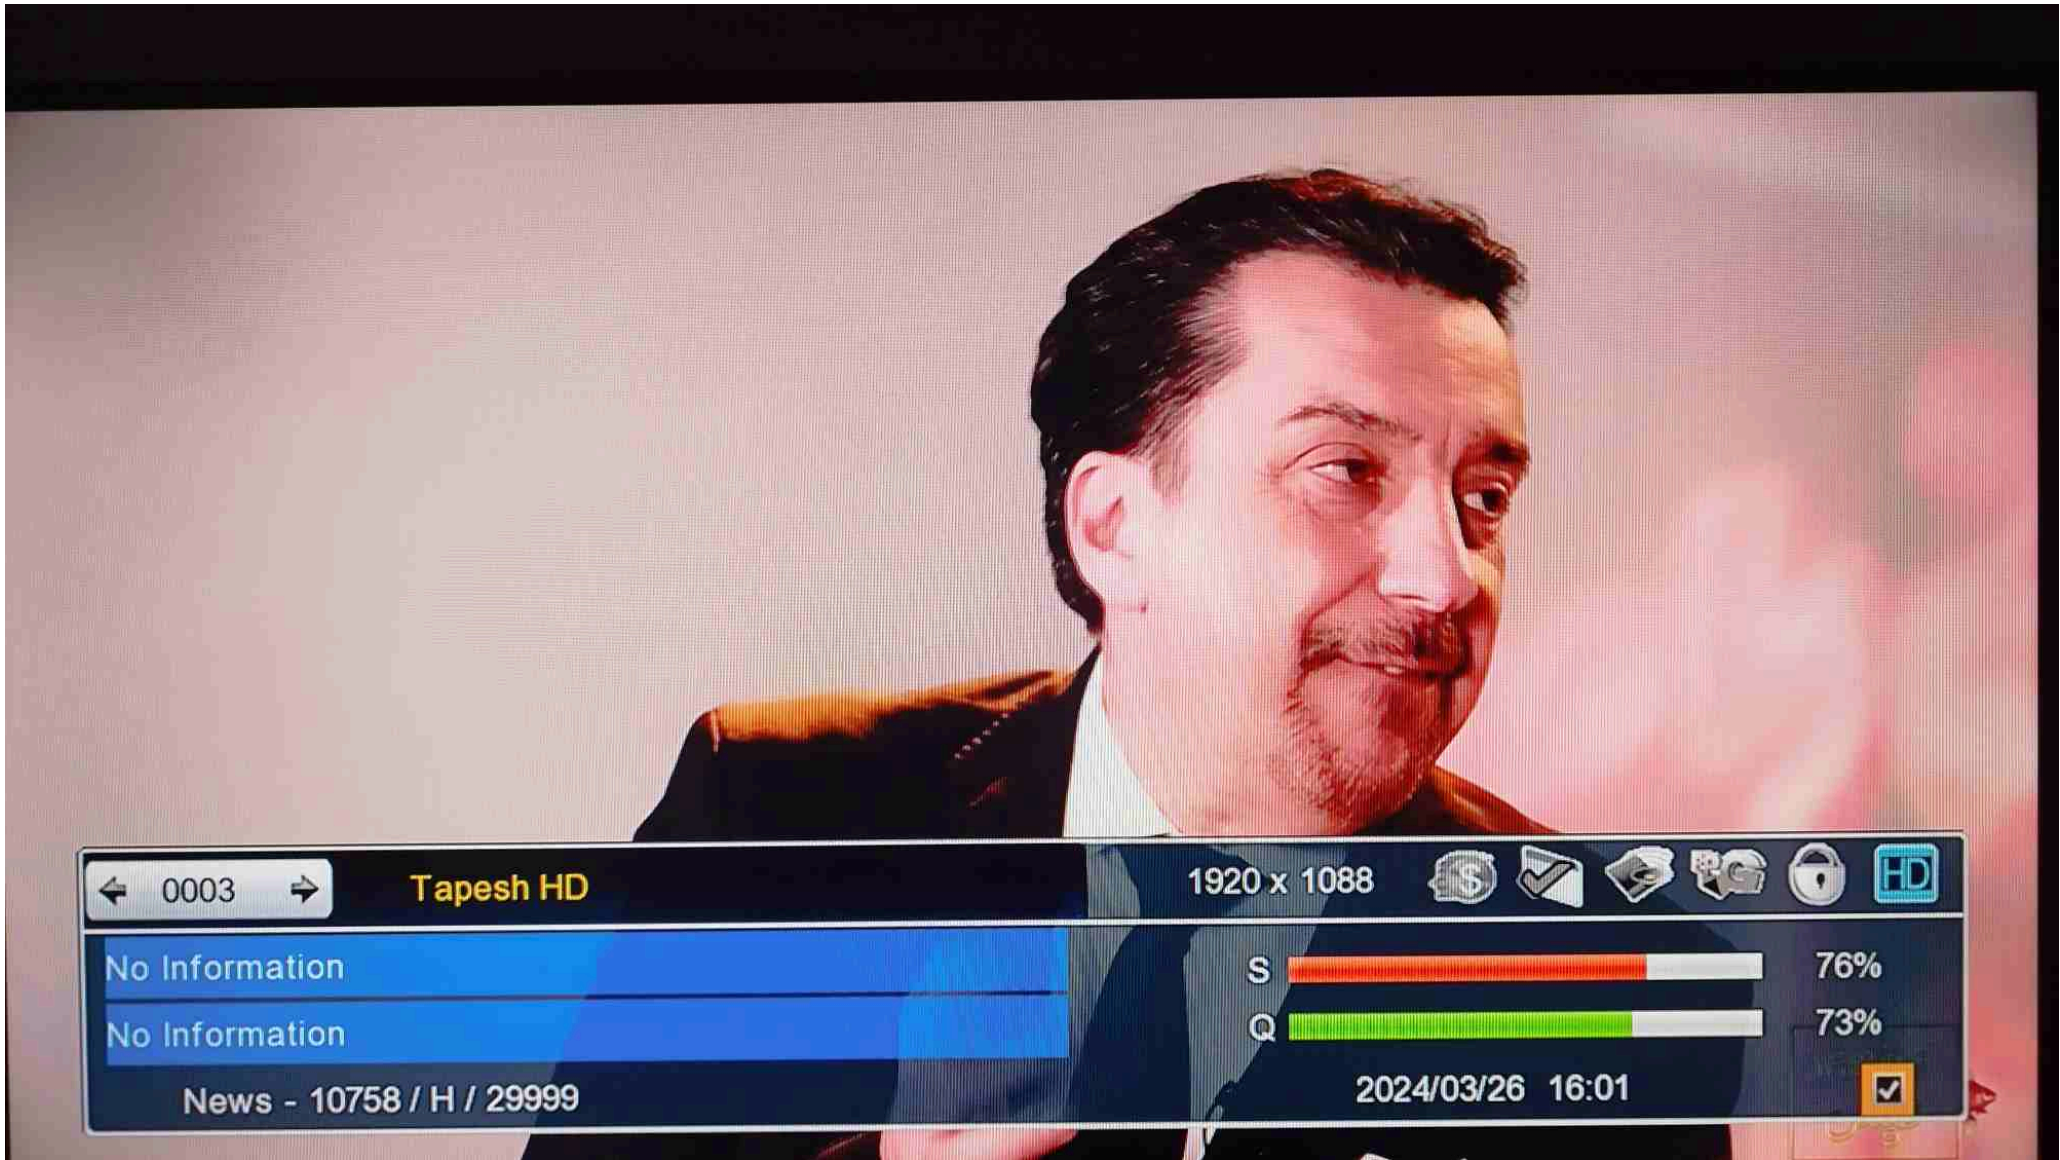 0003
Tapesh HD
1920 x 1088
HD
No Information
S
76%
No Information
Q
73%
News - 10758 / H / 29999
2024/03/26 16:01